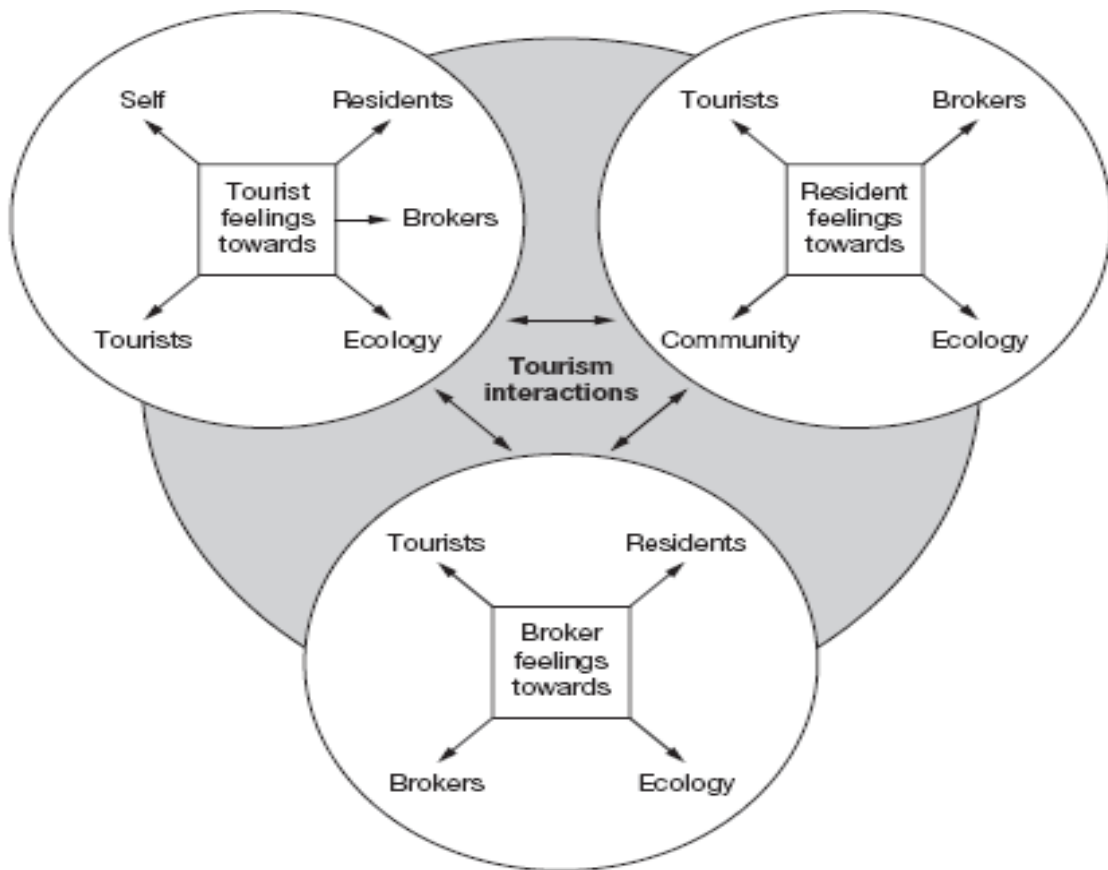 Self
Residents
Tourist
feelings
towards
Brokers
Tourists
Ecology
Tourists
Brokers
Resident
feelings
towards
Community
Ecology
Tourism
interactions
Tourists
Residents
Broker
feelings
towards
Brokers
Ecology